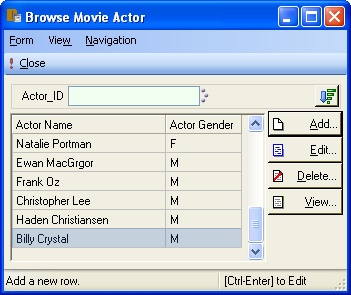 Browse Movie Actor
Form View Navigation
! Close
Actor_ID
Actor Name Actor Gender
Natalie Portman F
Ewan MacGrgor M
Frank Oz M
Christopher Lee M
Haden Christiansen M
Billy Crystal M
Add...
Edit...
Delete...
View...
Add a new row. [Ctrl-Enter] to Edit